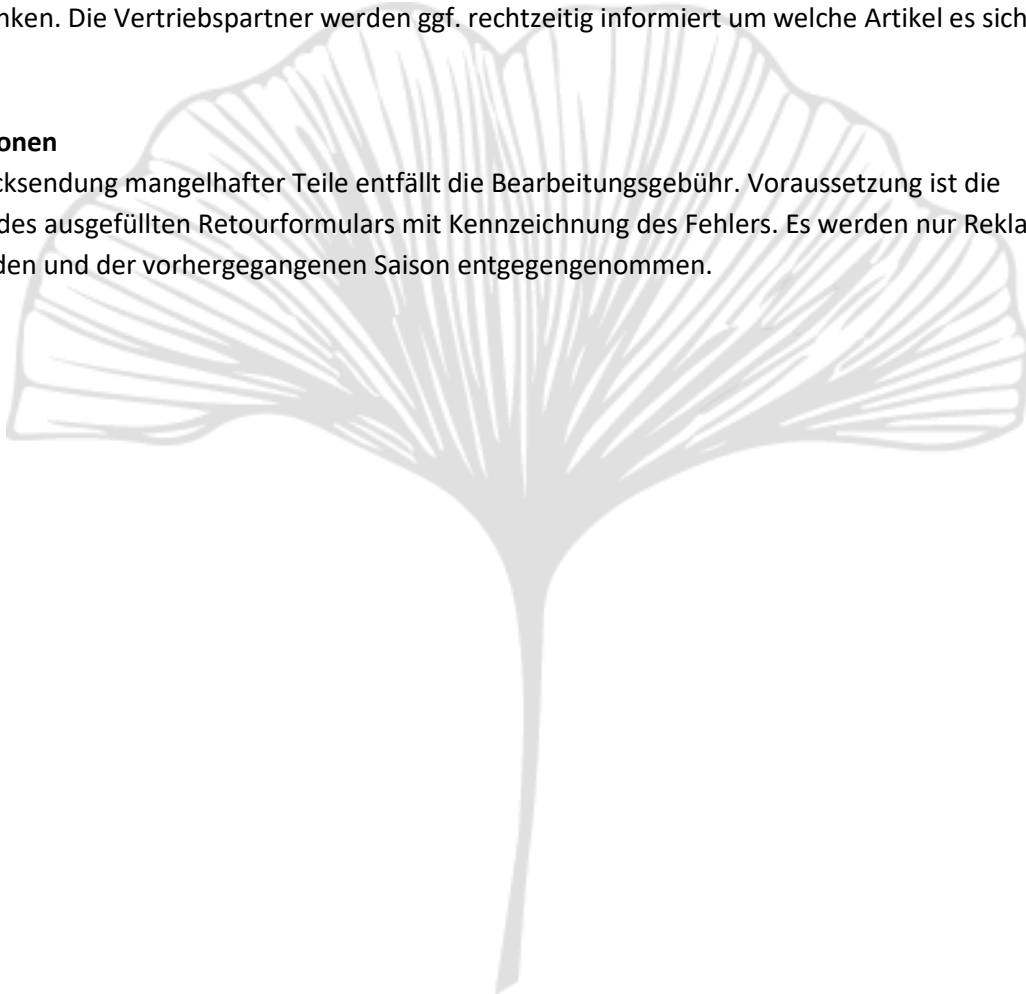 nken. Die Vertriebspartner werden ggf. rechtzeitig informiert um welche Artikel es sich
onen
cksendung mangelhafter Teile entfällt die Bearbeitungsgebühr. Voraussetzung ist die
des ausgefüllten Retourformulars mit Kennzeichnung des Fehlers. Es werden nur Rekla
den und der vorhergegangenen Saison entgegengenommen.